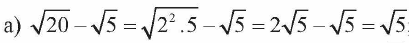 a) √20 − √5 = √2² .5 − √5 = 2√5 − √5 = √5;